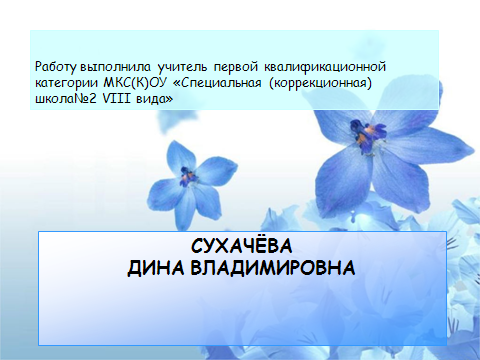 Работу выполнила учитель первой квалификационной
категории МКС(К)ОУ «Специальная (коррекционная)
школа№2 VIII вида»
СУХАЧЁВА
ДИНА ВЛАДИМИРОВНА